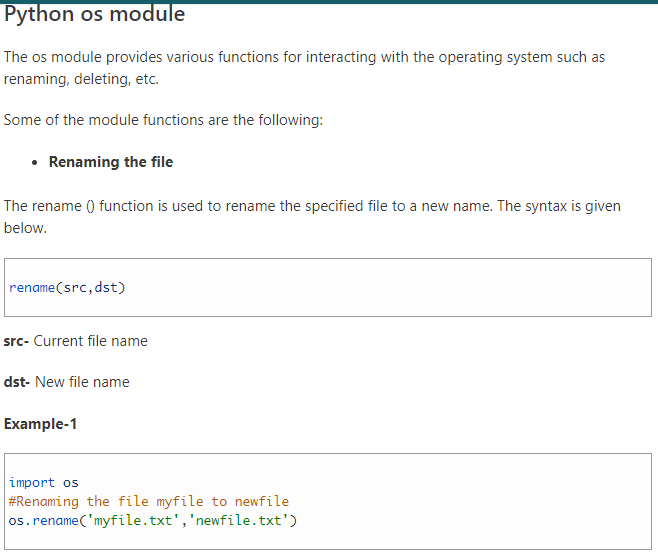 Python os module
The os module provides various functions for interacting with the operating system such as
renaming, deleting, etc.
Some of the module functions are the following:
• Renaming the file
The rename () function is used to rename the specified file to a new name. The syntax is given
below.
rename(src,dst)
src- Current file name
dst- New file name
Example-1
import os
#Renaming the file myfile to newfile
os.rename('myfile.txt','newfile.txt')